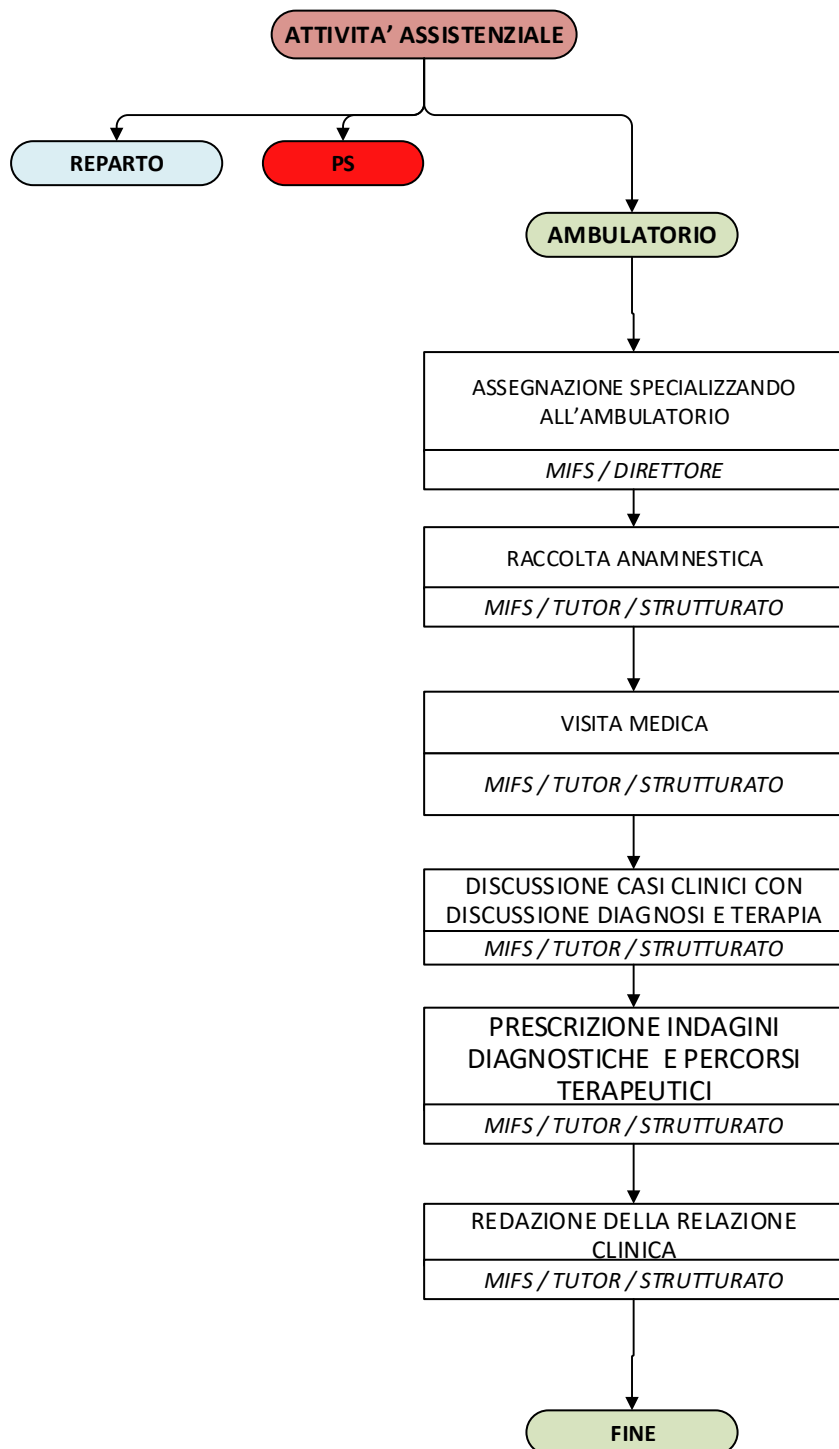 ATTIVITA’ ASSISTENZIALE
REPARTO
PS
AMBULATORIO
ASSEGNAZIONE SPECIALIZZANDO
ALL’AMBULATORIO
MIFS / DIRETTORE
RACCOLTA ANAMNESTICA
MIFS / TUTOR / STRUTTURATO
VISITA MEDICA
MIFS / TUTOR / STRUTTURATO
DISCUSSIONE CASI CLINICI CON
DISCUSSIONE DIAGNOSI E TERAPIA
MIFS / TUTOR / STRUTTURATO
PRESCRIZIONE INDAGINI
DIAGNOSTICHE E PERCORSI
TERAPEUTICI
MIFS / TUTOR / STRUTTURATO
REDAZIONE DELLA RELAZIONE
CLINICA
MIFS / TUTOR / STRUTTURATO
FINE